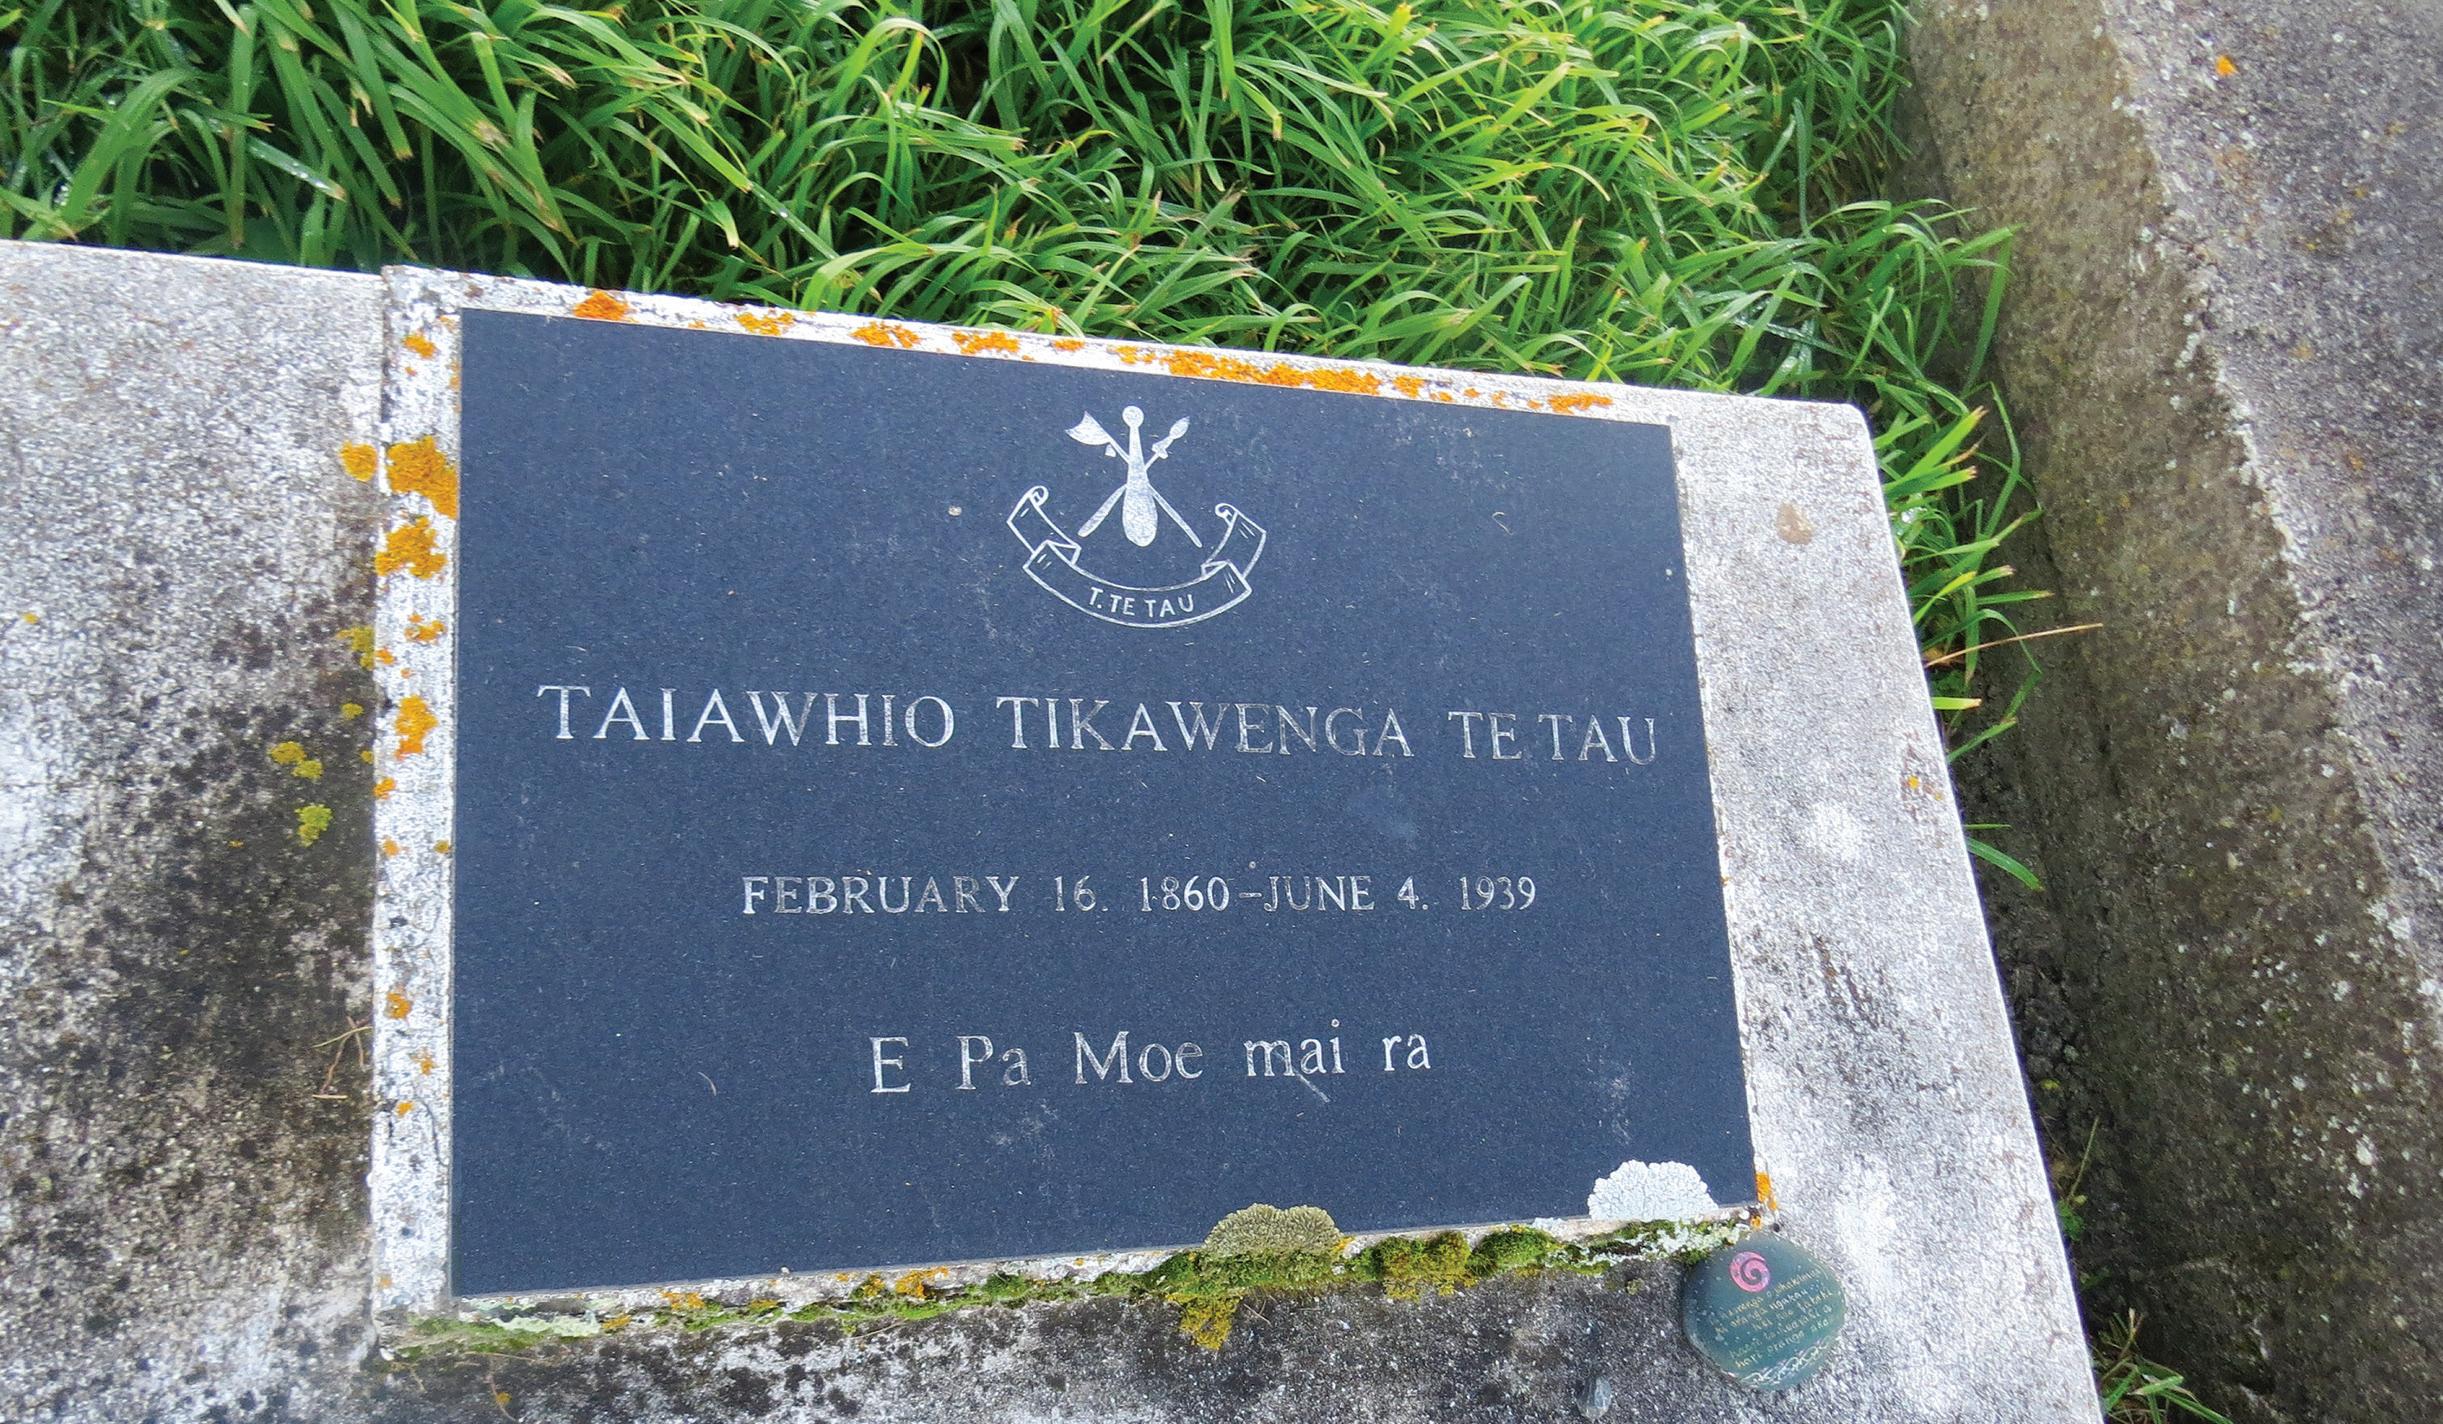 T. TE TAU
TAIAWHIO TIKAWENGA TE TAU
FEBRUARY 16. 1860-JUNE 4. 1939
E Pa Moe mai ra